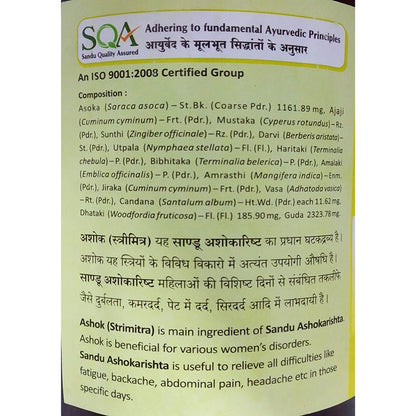 SQA
Sandu Quality Assured
Adhering to fundamental Ayurvedic Principles
आयुर्वेद के मूलभूत सिद्धांतों के अनुसार
An ISO 9001:2008 Certified Group
Composition :
Asoka (Saraca asoca) – St.Bk. (Coarse Pdr.) 1161.89 mg, Ajaji
(Cuminum cyminum) – Frt. (Pdr.), Mustaka (Cyperus rotundus) – Rz.
(Pdr.), Sunthi (Zingiber officinale) – Rz. (Pdr.), Darvi (Berberis aristata) –
St. (Pdr.), Utpala (Nymphaea stellata) – Fl. (Fl.), Haritaki (Terminalia
chebula) – P. (Pdr.), Bibhitaka (Terminalia belerica) – P. (Pdr.), Amalaki
(Emblica officinalis) – P. (Pdr.), Amrasthi (Mangifera indica) – Enm.
(Pdr.), Jiraka (Cuminum cyminum) – Frt. (Pdr.), Vasa (Adhatoda vasica)
– Rt. (Pdr.), Candana (Santalum album) – Ht.Wd. (Pdr.) each 11.62 mg,
Dhataki (Woodfordia fruticosa) – Fl. (Fl.) 185.90 mg, Guda 2323.78 mg.
अशोक (स्त्रीमित्र) यह साण्डू अशोकारिष्ट का प्रधान घटकद्रव्य है।
अशोक यह स्त्रियों के विविध विकारों में अत्यंत उपयोगी औषधि है।
साण्डू अशोकारिष्ट महिलाओं की विशिष्ट दिनों से संबंधित तकलीफें
जैसे दुर्बलता, कमरदर्द, पेट में दर्द, सिरदर्द आदि में लाभदायी है।
Ashok (Strimitra) is main ingredient of Sandu Ashokarishta.
Ashok is beneficial for various women's disorders.
Sandu Ashokarishta is useful to relieve all difficulties like
fatigue, backache, abdominal pain, headache etc in those
specific days.